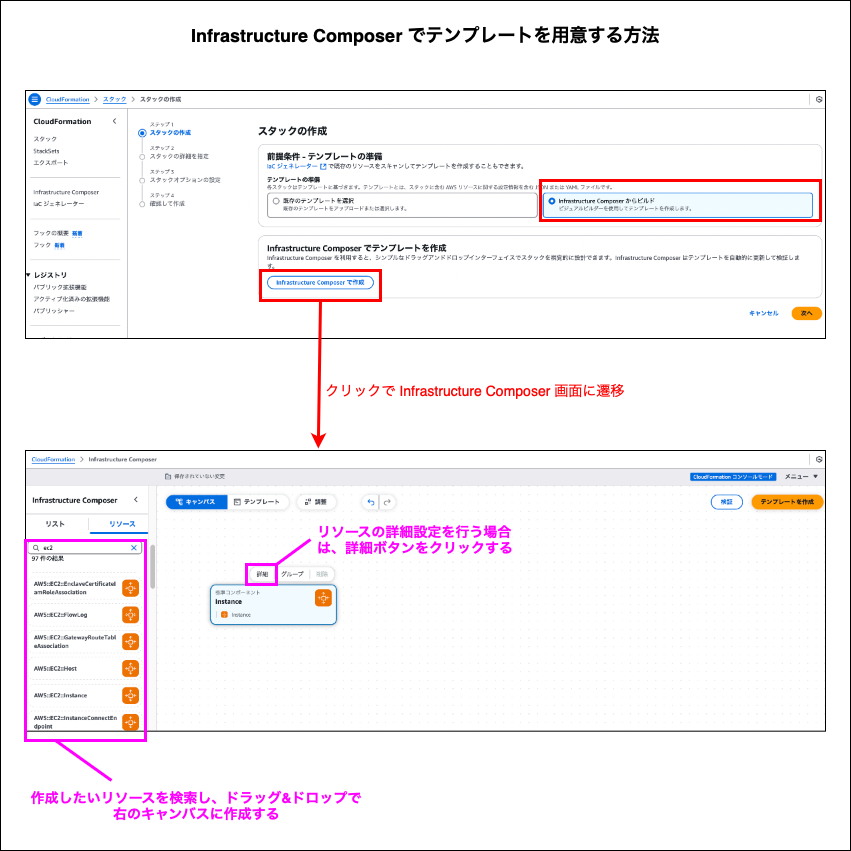 Infrastructure Composer でテンプレートを用意する方法
CloudFormation > スタック > スタックの作成
CloudFormation
スタック
StackSets
エクスポート
Infrastructure Composer
IaC ジェネレーター
フックの概要 新着
フック 新着
レジストリ
パブリック拡張機能
アクティブ化済みの拡張機能
パブリッシャー
ステップ 1
スタックの作成
ステップ 2
スタックの詳細を指定
ステップ 3
スタックオプションの設定
ステップ 4
確認して作成
スタックの作成
前提条件 - テンプレートの準備
IaC ジェネレーター で既存のリソースをスキャンしてテンプレートを作成することもできます。
テンプレートの準備
各スタックはテンプレートに基づきます。テンプレートとは、スタックに含む AWS リソースに関する設定情報を含む JSON または YAML ファイルです。
既存のテンプレートを選択
既存のテンプレートをアップロードまたは選択します。
Infrastructure Composer からビルド
ビジュアルビルダーを使用してテンプレートを作成します。
Infrastructure Composer でテンプレートを作成
Infrastructure Composer を利用すると、シンプルなドラッグアンドドロップインターフェイスでスタックを視覚的に設計できます。Infrastructure Composer はテンプレートを自動的に更新して検証しま
す。
Infrastructure Composer で作成
キャンセル
次へ
クリックで Infrastructure Composer 画面に遷移
CloudFormation > Infrastructure Composer
保存されていない変更
CloudFormation コンソールモード
メニュー
Infrastructure Composer
キャンバス
テンプレート
調整
検証
テンプレートを作成
リスト
リソース
ec2
97 件の結果
AWS::EC2::EnclaveCertificateI
amRoleAssociation
AWS::EC2::FlowLog
AWS::EC2::GatewayRouteTabl
eAssociation
AWS::EC2::Host
AWS::EC2::Instance
AWS::EC2::InstanceConnectEn
dpoint
リソースの詳細設定を行う場合
は、詳細ボタンをクリックする
詳細
グループ
削除
標準コンポーネント
Instance
Instance
作成したいリソースを検索し、ドラッグ&ドロップで
右のキャンバスに作成する